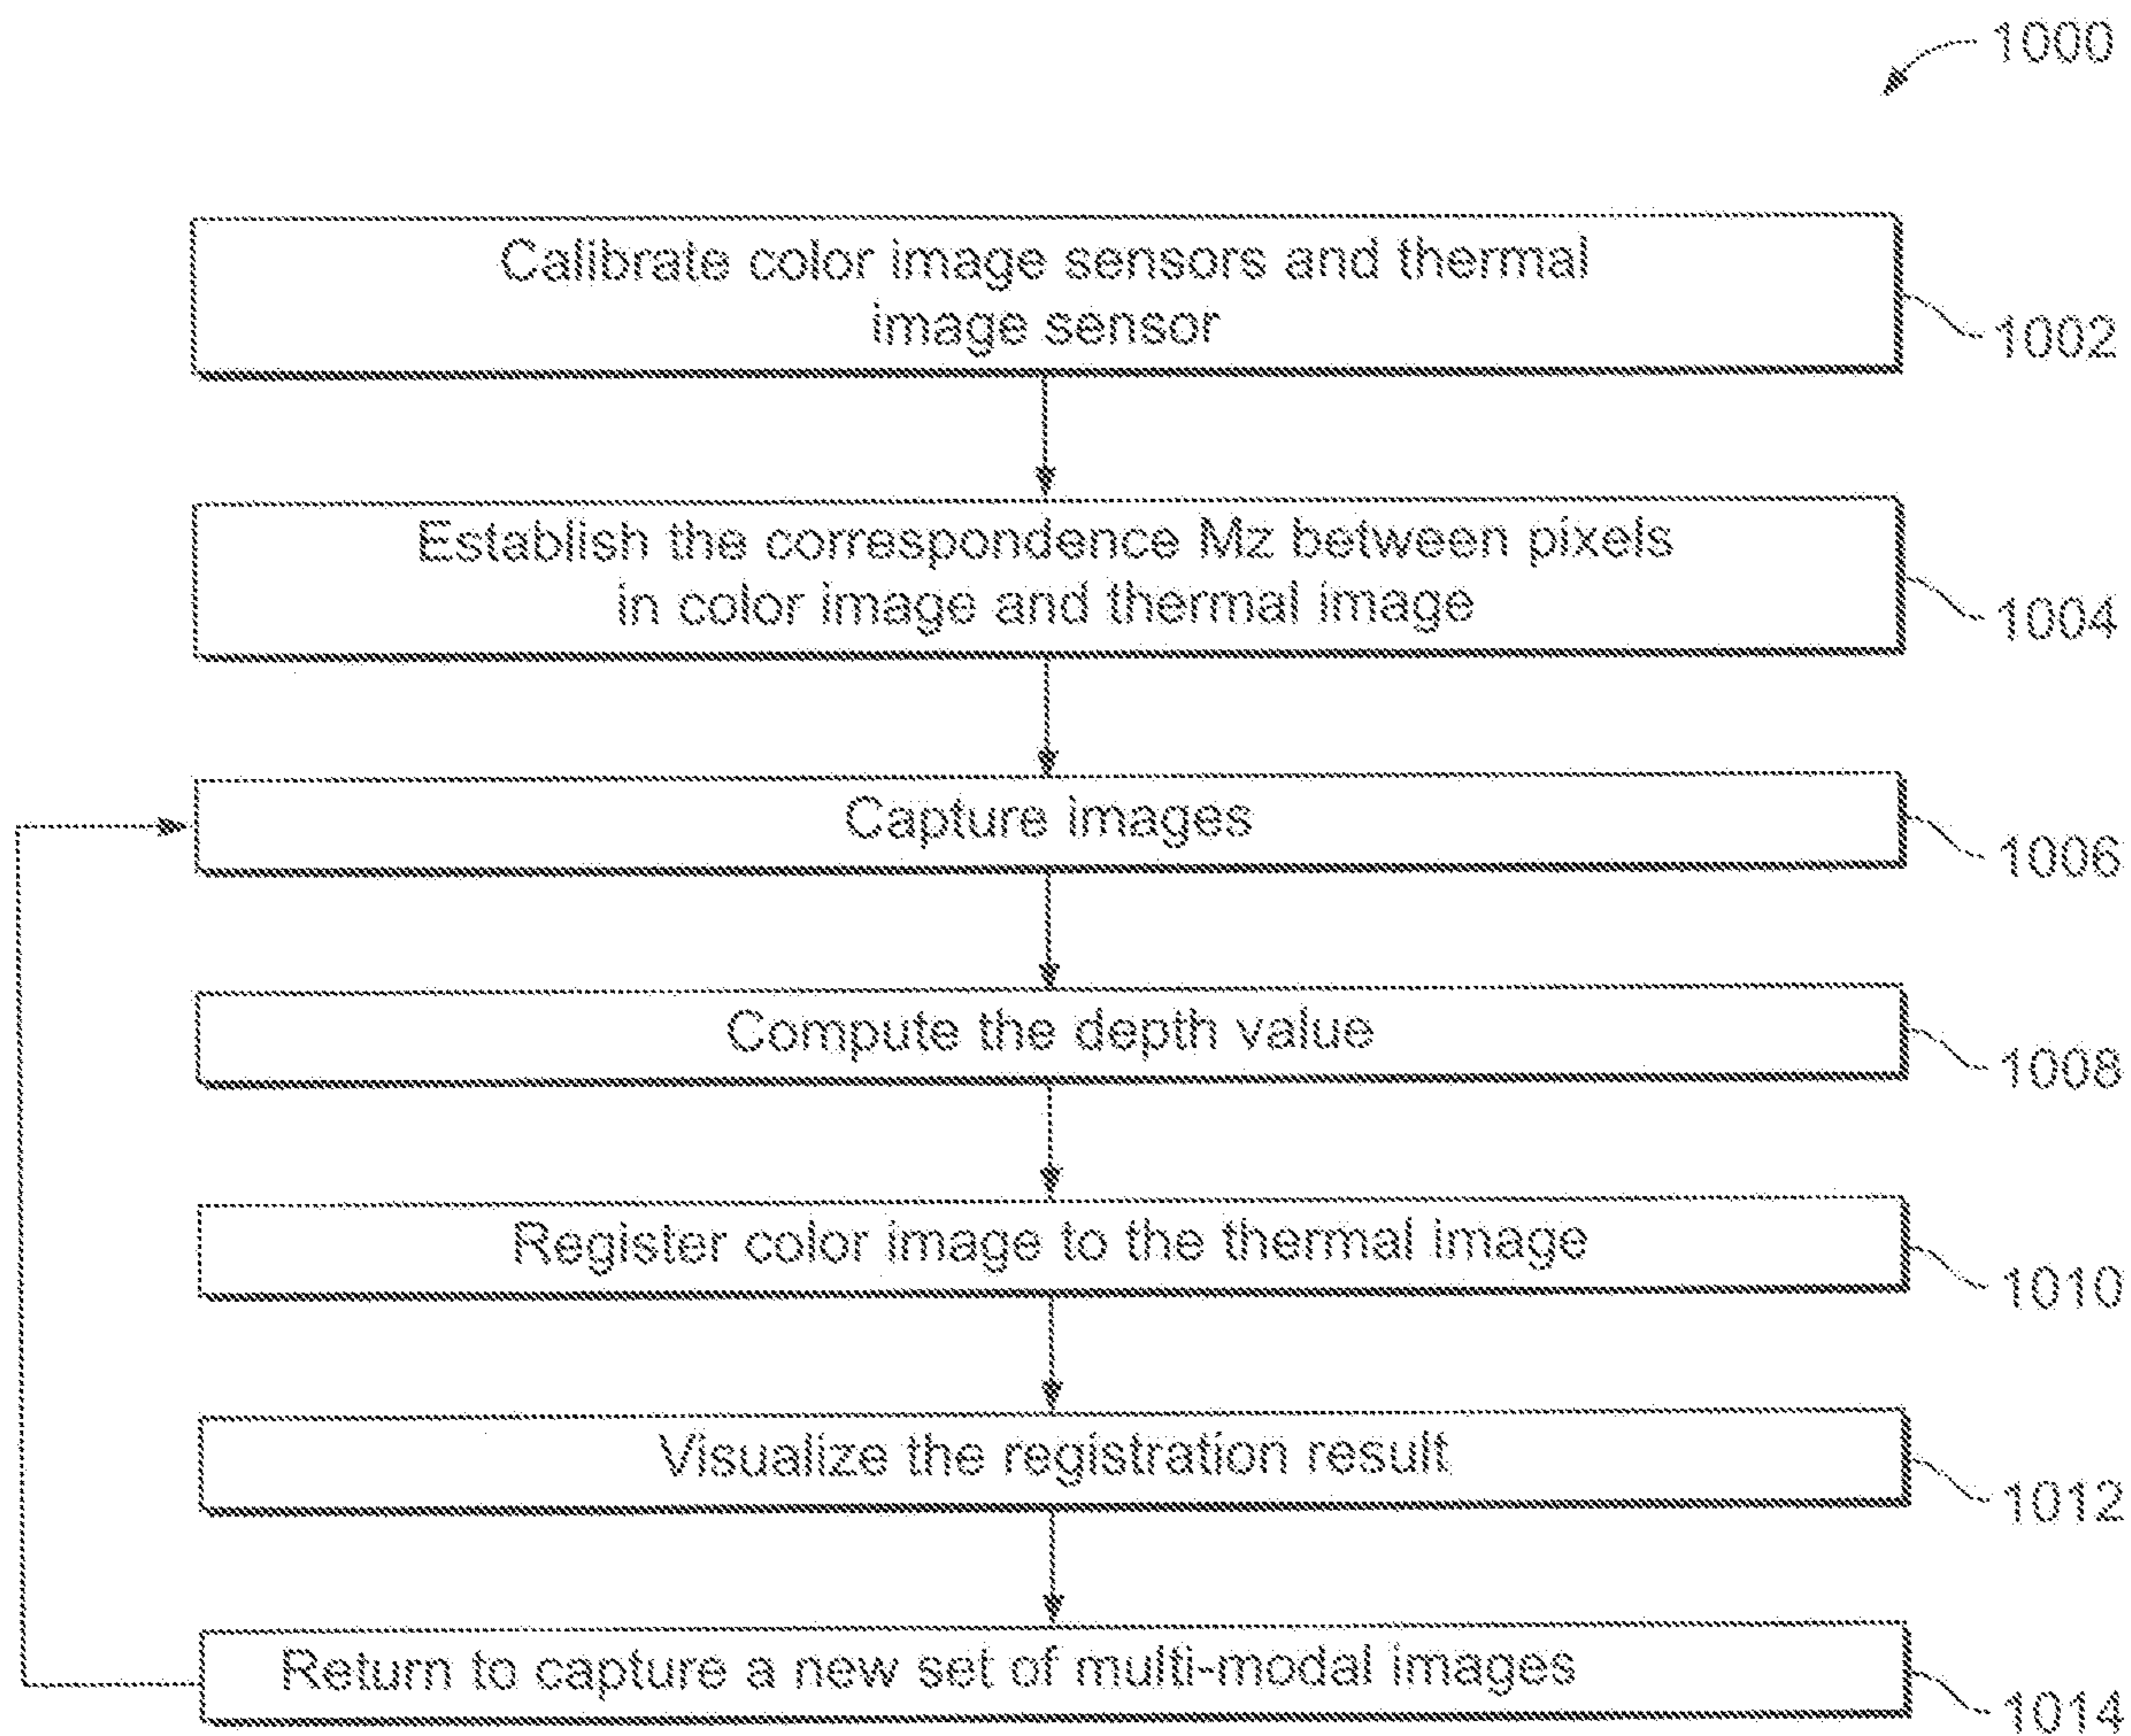 1000
Calibrate color image sensors and thermal
image sensor
1002
Establish the correspondence Mz between pixels
in color image and thermal image
1004
Capture images
1006
Compute the depth value
1008
Register color image to the thermal image
1010
Visualize the registration result
1012
Return to capture a new set of multi-modal images
1014